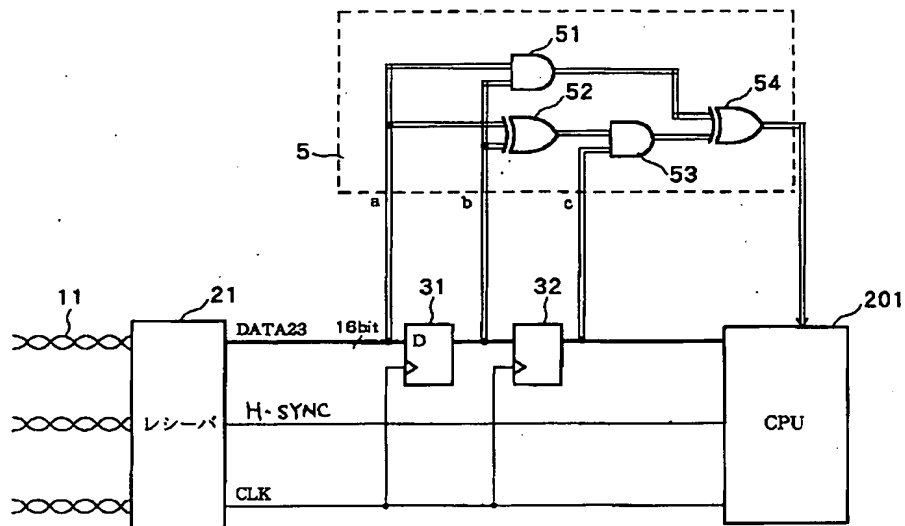 51
52
54
5
53
a
b
c
11
21
31
32
201
DATA23
16bit
D
レシーバ
H-SYNC
CPU
CLK